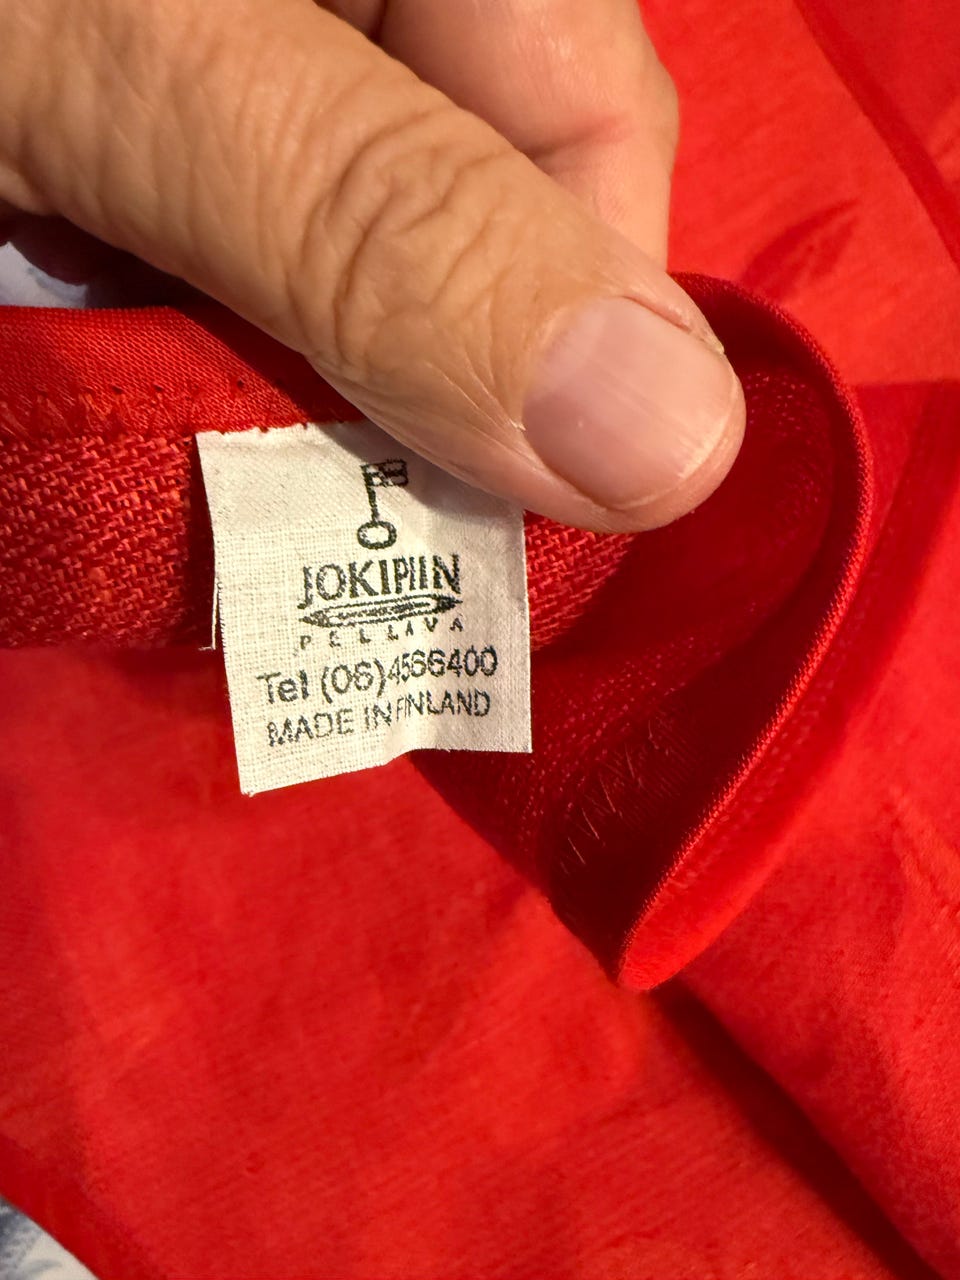 JOKIPIIN
PELLAVA
Tel (06)4566400
MADE IN FINLAND